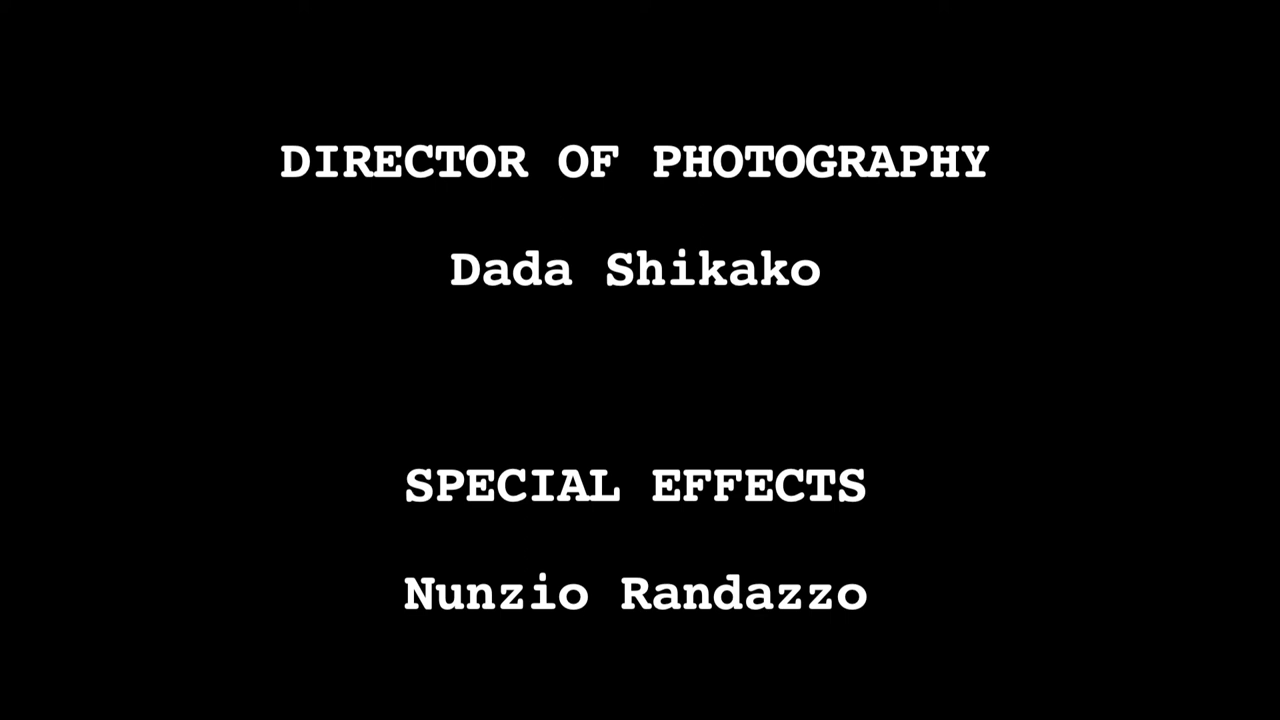 DIRECTOR OF PHOTOGRAPHY
Dada Shikako
SPECIAL EFFECTS
Nunzio Randazzo